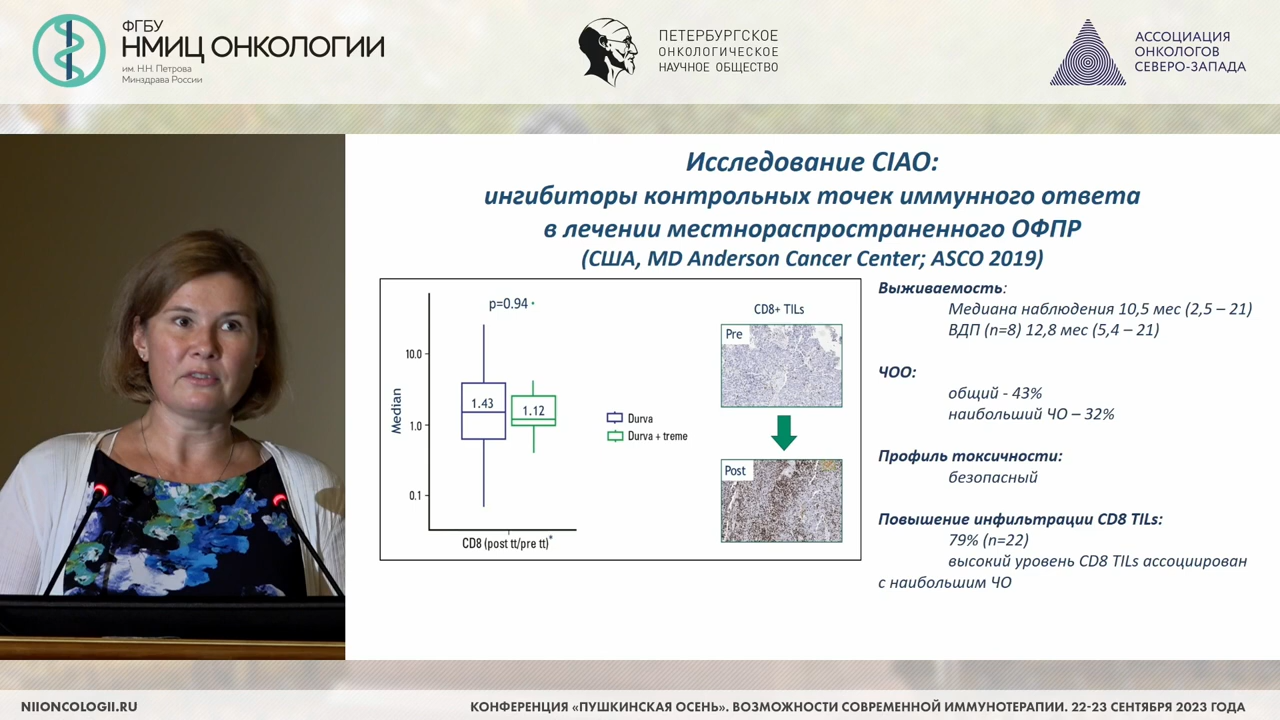 ФГБУ
НМИЦ ОНКОЛОГИИ
им. Н.Н. Петрова
Минздрава России
ПЕТЕРБУРГСКОЕ
ОНКОЛОГИЧЕСКОЕ
НАУЧНОЕ ОБЩЕСТВО
АССОЦИАЦИЯ
ОНКОЛОГОВ
СЕВЕРО-ЗАПАДА
Исследование CIAO:
ингибиторы контрольных точек иммунного ответа
в лечении местнораспространенного ОФПР
(США, MD Anderson Cancer Center; ASCO 2019)
p=0.94
Median
10.0
1.0
0.1
1.43
1.12
CD8 (post tt/pre tt)*
Durva
Durva + treme
CD8+ TILs
Pre
Post
Выживаемость:
Медиана наблюдения 10,5 мес (2,5 – 21)
ВДП (n=8) 12,8 мес (5,4 – 21)
ЧОО:
общий - 43%
наибольший ЧО – 32%
Профиль токсичности:
безопасный
Повышение инфильтрации CD8 TILs:
79% (n=22)
высокий уровень CD8 TILs ассоциирован
с наибольшим ЧО
NIIONCOLOGII.RU
КОНФЕРЕНЦИЯ «ПУШКИНСКАЯ ОСЕНЬ». ВОЗМОЖНОСТИ СОВРЕМЕННОЙ ИММУНОТЕРАПИИ. 22-23 СЕНТЯБРЯ 2023 ГОДА